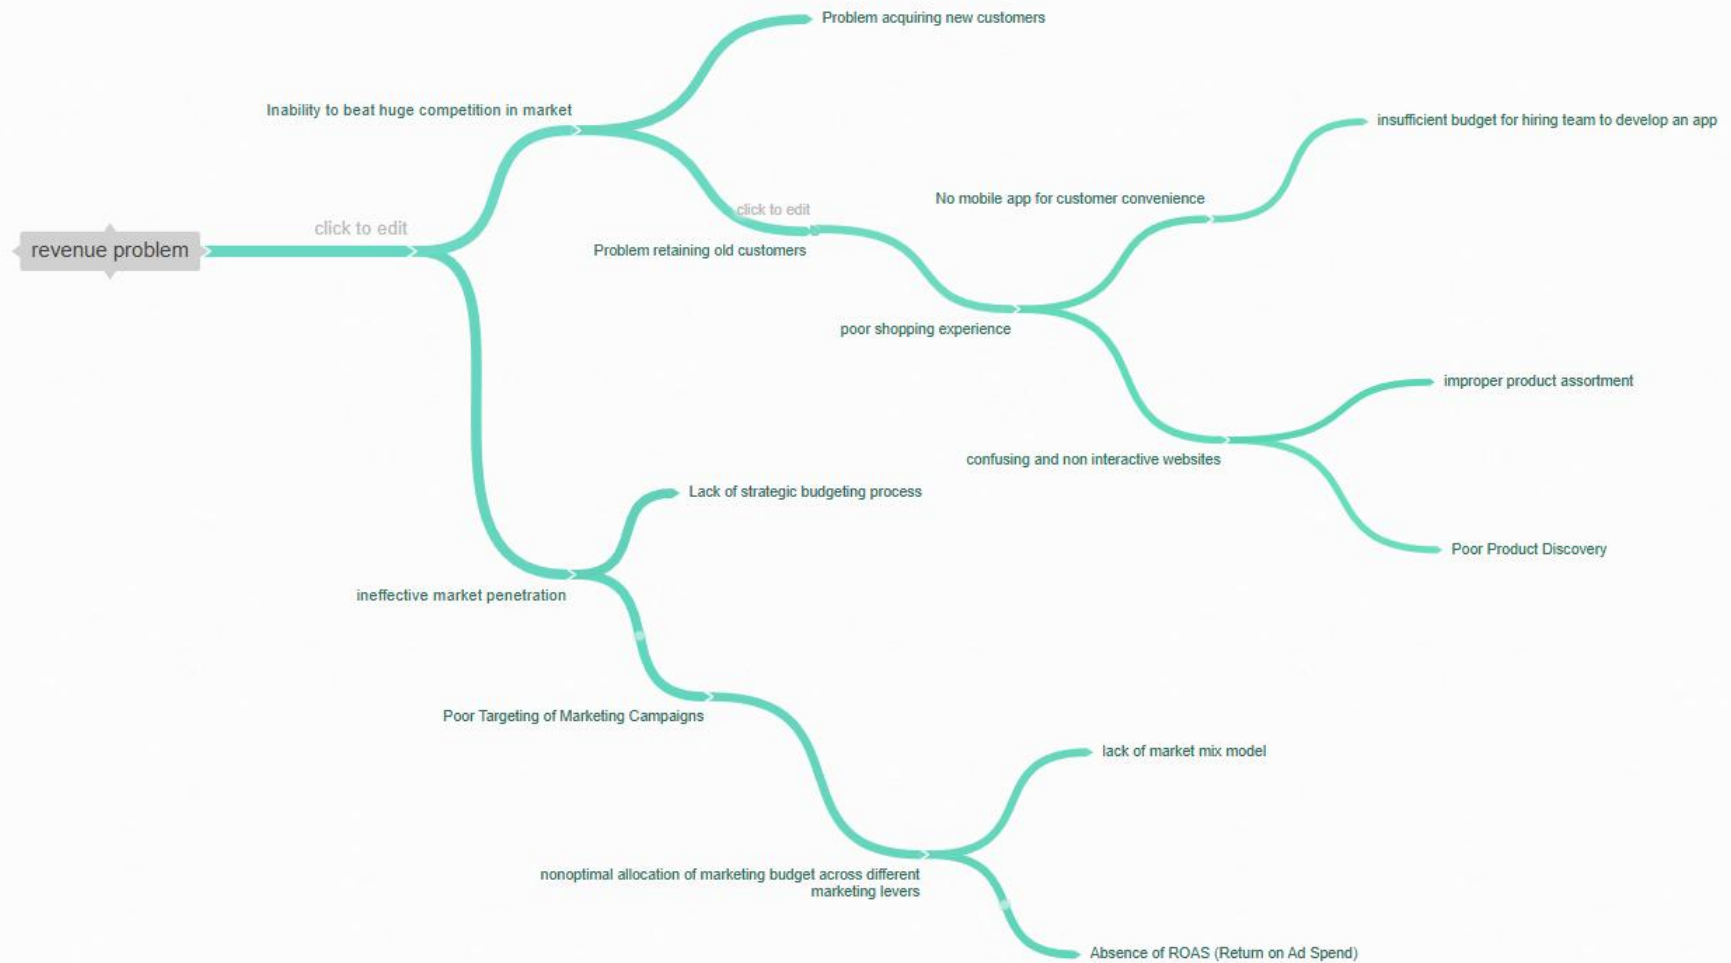 Problem acquiring new customers
Inability to beat huge competition in market
insufficient budget for hiring team to develop an app
No mobile app for customer convenience
click to edit
click to edit
revenue problem
Problem retaining old customers
poor shopping experience
improper product assortment
confusing and non interactive websites
Lack of strategic budgeting process
Poor Product Discovery
ineffective market penetration
Poor Targeting of Marketing Campaigns
lack of market mix model
nonoptimal allocation of marketing budget across different
marketing levers
Absence of ROAS (Return on Ad Spend)